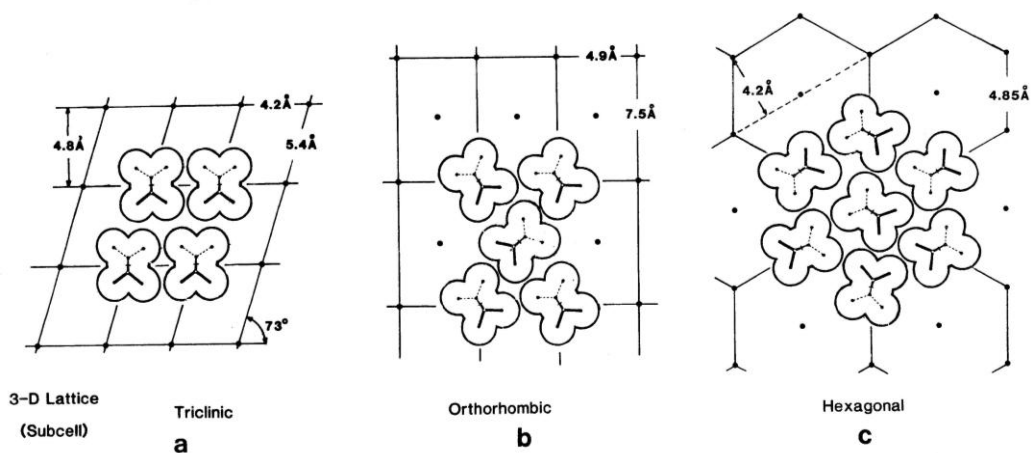 4.2Å
4.8Å
5.4Å
73°
4.9Å
7.5Å
4.2Å
4.85Å
3-D Lattice
(Subcell)
Triclinic
Orthorhombic
Hexagonal
a
b
c